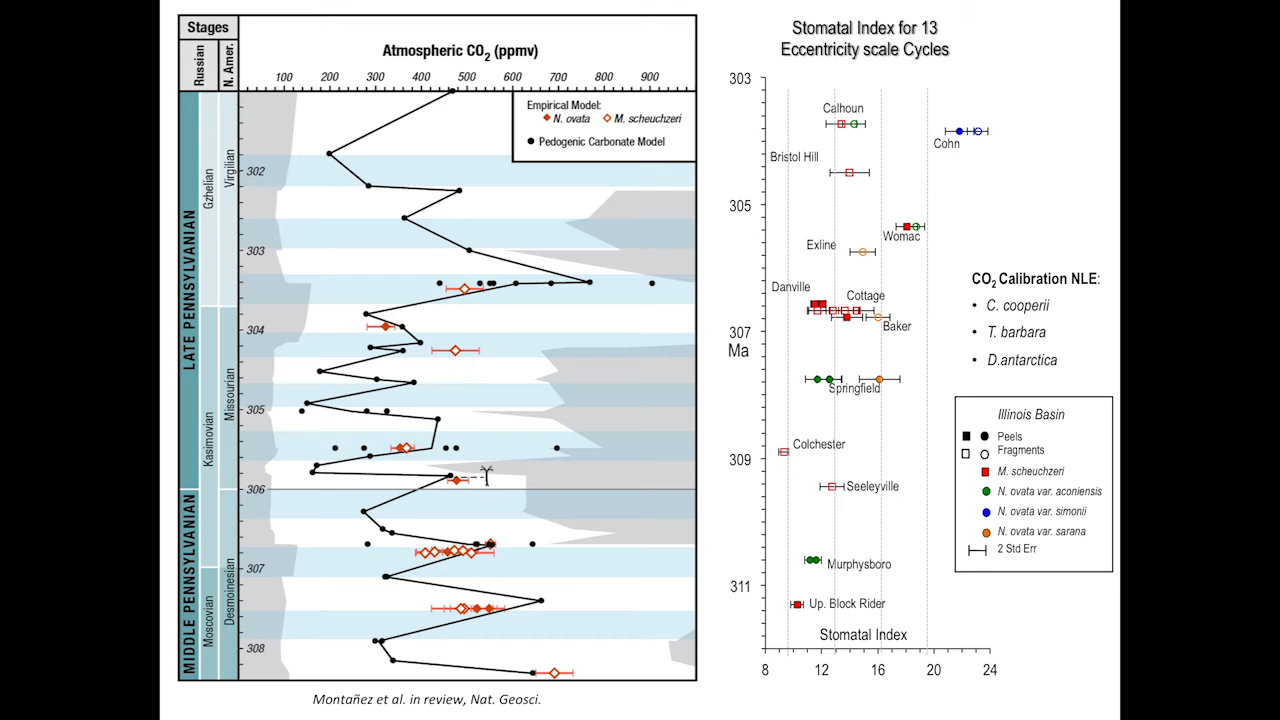 Stages
Russian
N. Amer.
Atmospheric CO2 (ppmv)
100 200 300 400 500 600 700 800 900
Empirical Model:
N. ovata M. scheuchzeri
Pedogenic Carbonate Model
LATE PENNSYLVANIAN
MIDDLE PENNSYLVANIAN
Gzhelian
Kasimovian
Moscovian
Virgilian
Missourian
Desmoinesian
302
303
304
305
306
307
308
Montañez et al. in review, Nat. Geosci.
Stomatal Index for 13
Eccentricity scale Cycles
303
305
307
Ma
309
311
Calhoun
Cohn
Bristol Hill
Womac
Exline
Danville
Cottage
Baker
Springfield
Colchester
Seeleyville
Murphysboro
Up. Block Rider
Stomatal Index
8 12 16 20 24
CO2 Calibration NLE:
• C. cooperii
• T. barbara
• D.antarctica
Illinois Basin
Peels
Fragments
M. scheuchzeri
N. ovata var. aconiensis
N. ovata var. simonii
N. ovata var. sarana
2 Std Err